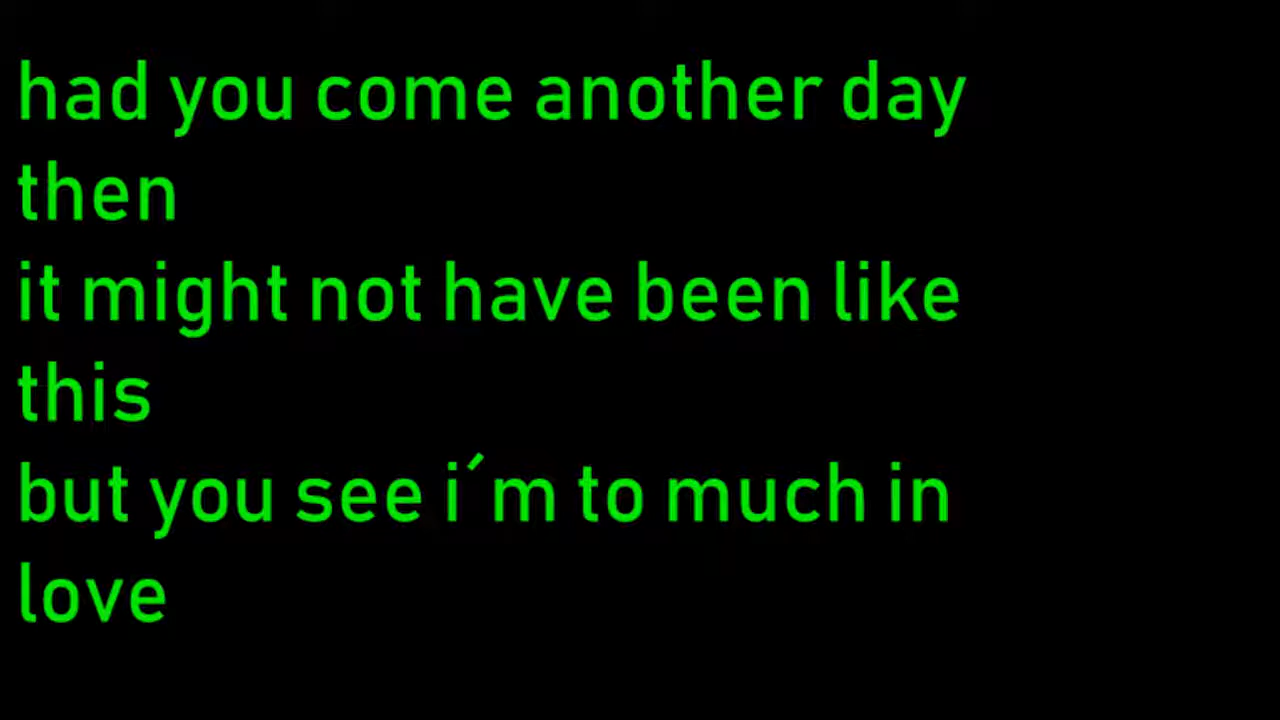 had you come another day
then
it might not have been like
this
but you see i´m to much in
love